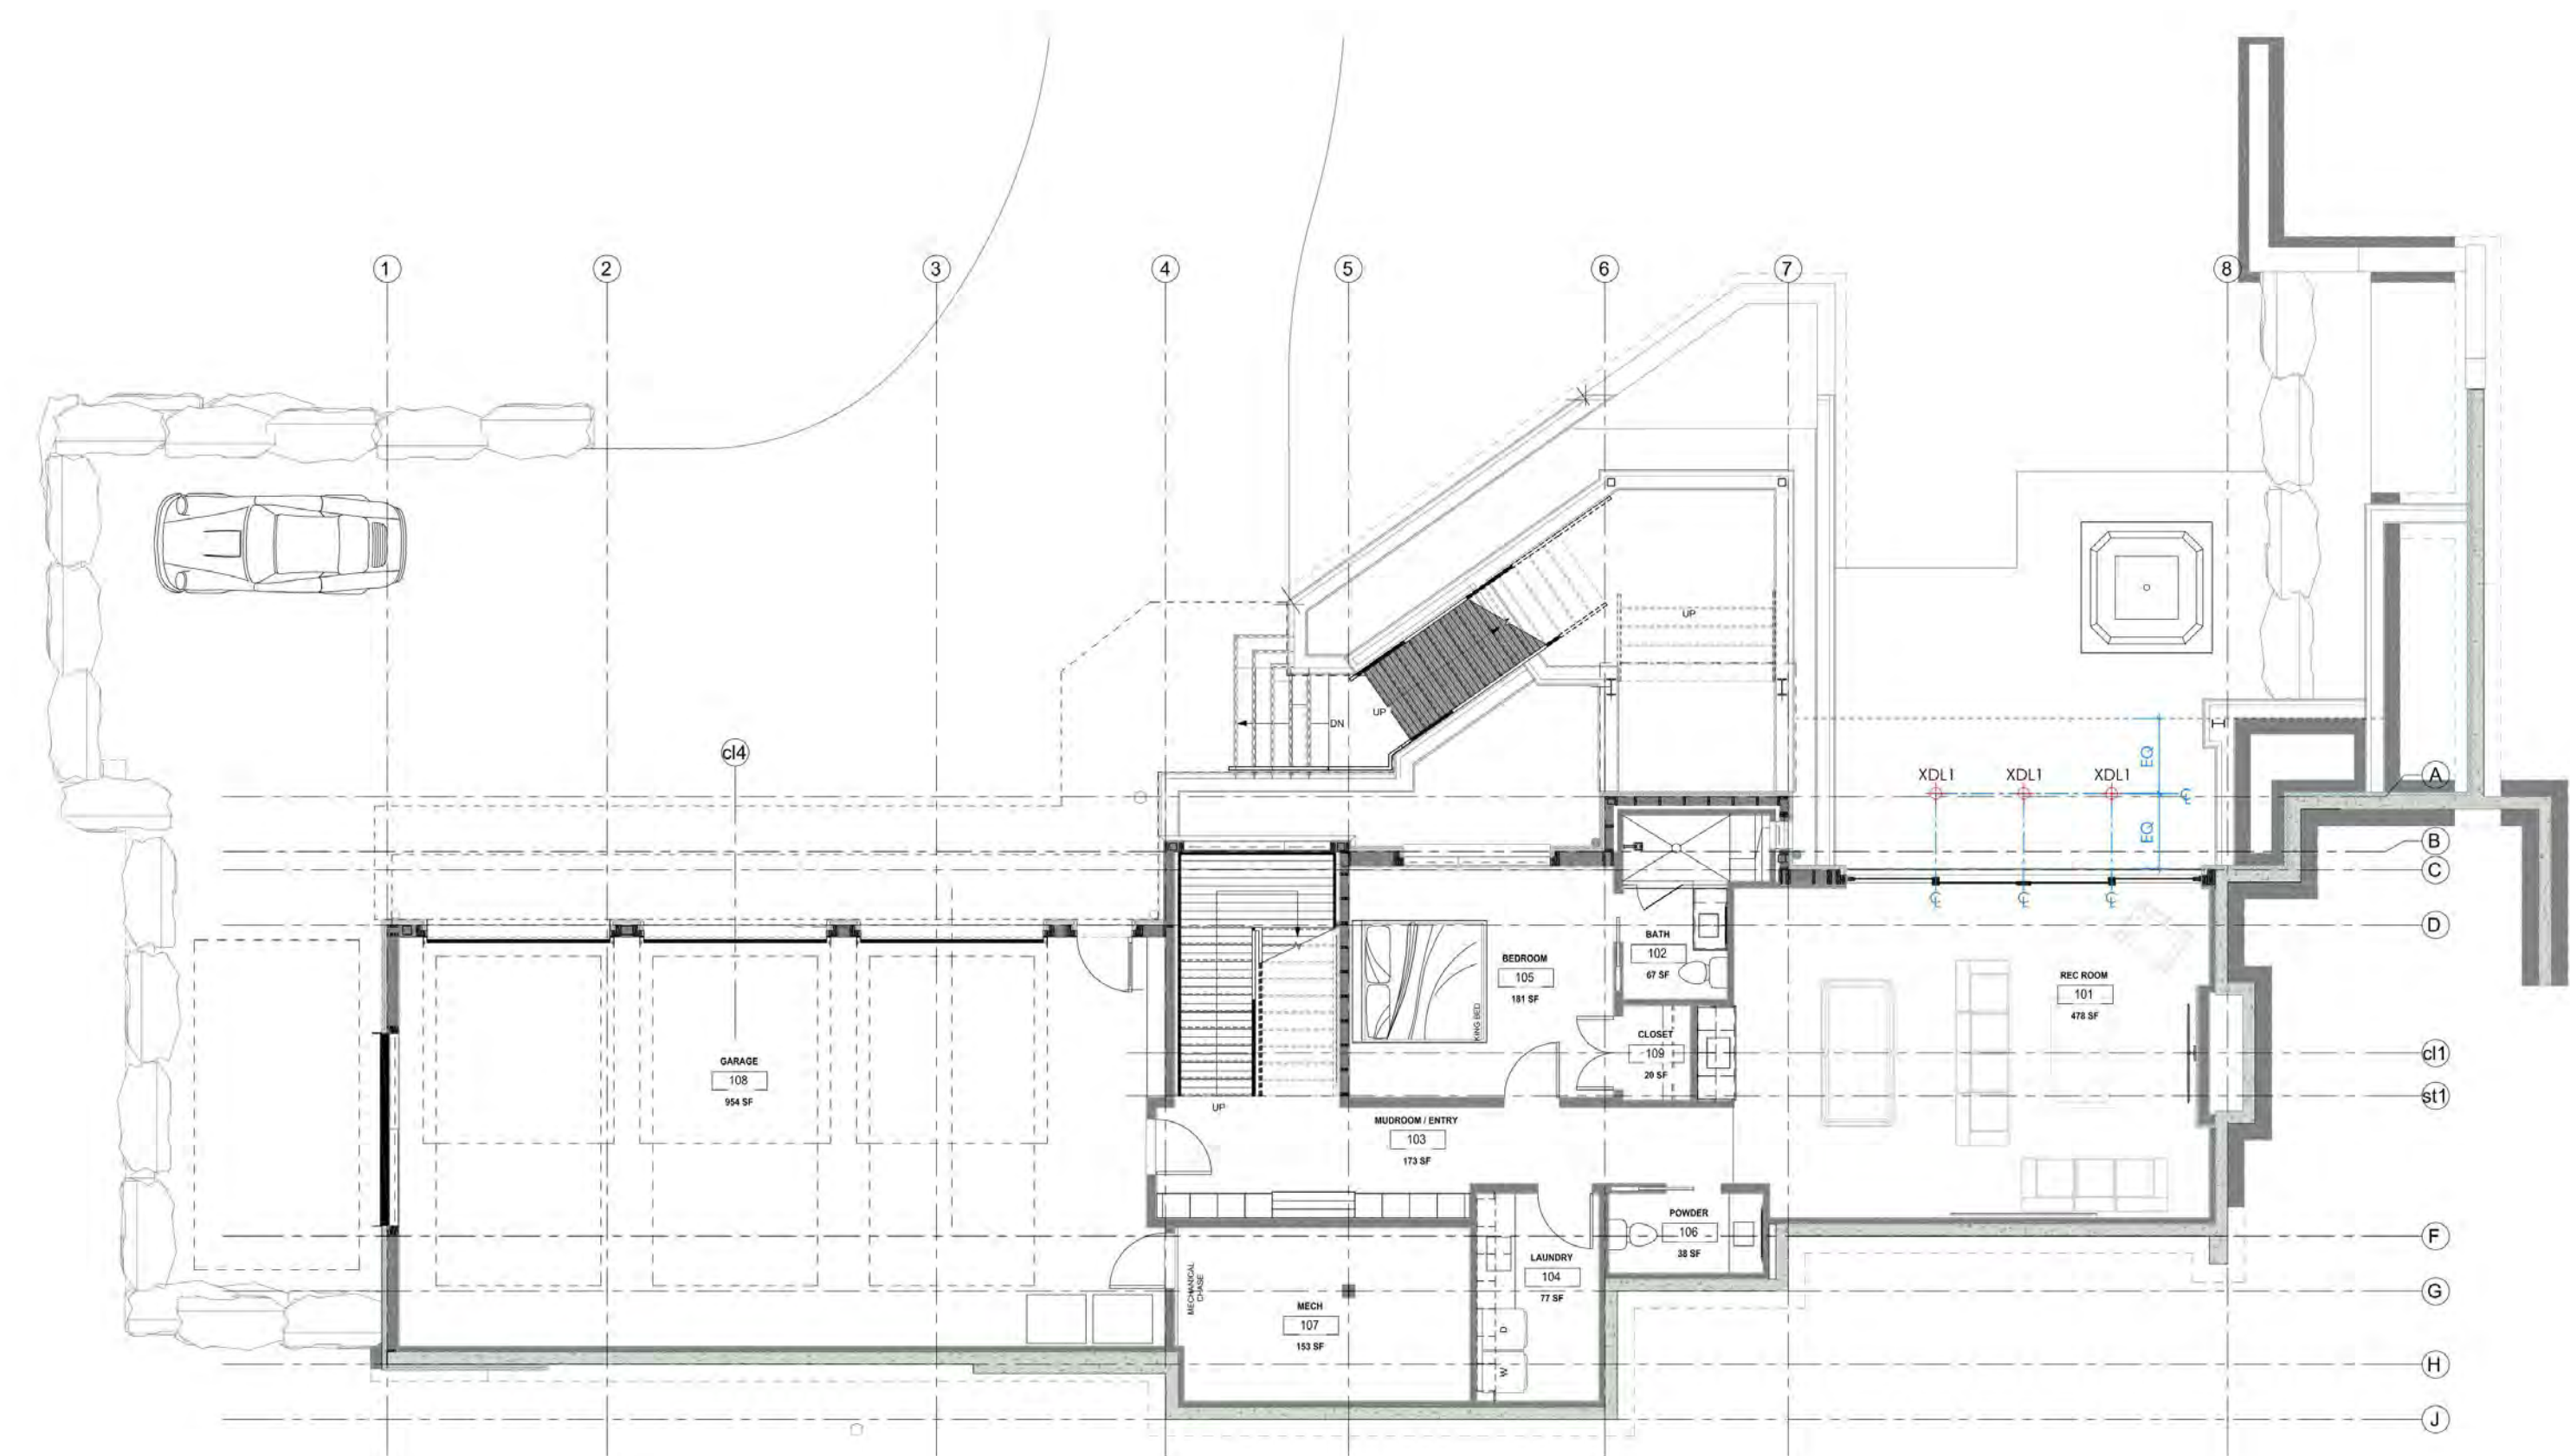 1
2
3
4
5
6
7
8
UP
UP
DN
cl4
EQ
EQ
XDL1
XDL1
XDL1
℄
A
B
C
℄
℄
℄
D
BATH
102
67 SF
BEDROOM
105
181 SF
KING BED
REC ROOM
101
478 SF
CLOSET
109
20 SF
cl1
GARAGE
108
954 SF
st1
UP
MUDROOM / ENTRY
103
173 SF
POWDER
106
38 SF
F
LAUNDRY
104
77 SF
MECHANICAL
CHASE
G
MECH
107
153 SF
D
W
H
J